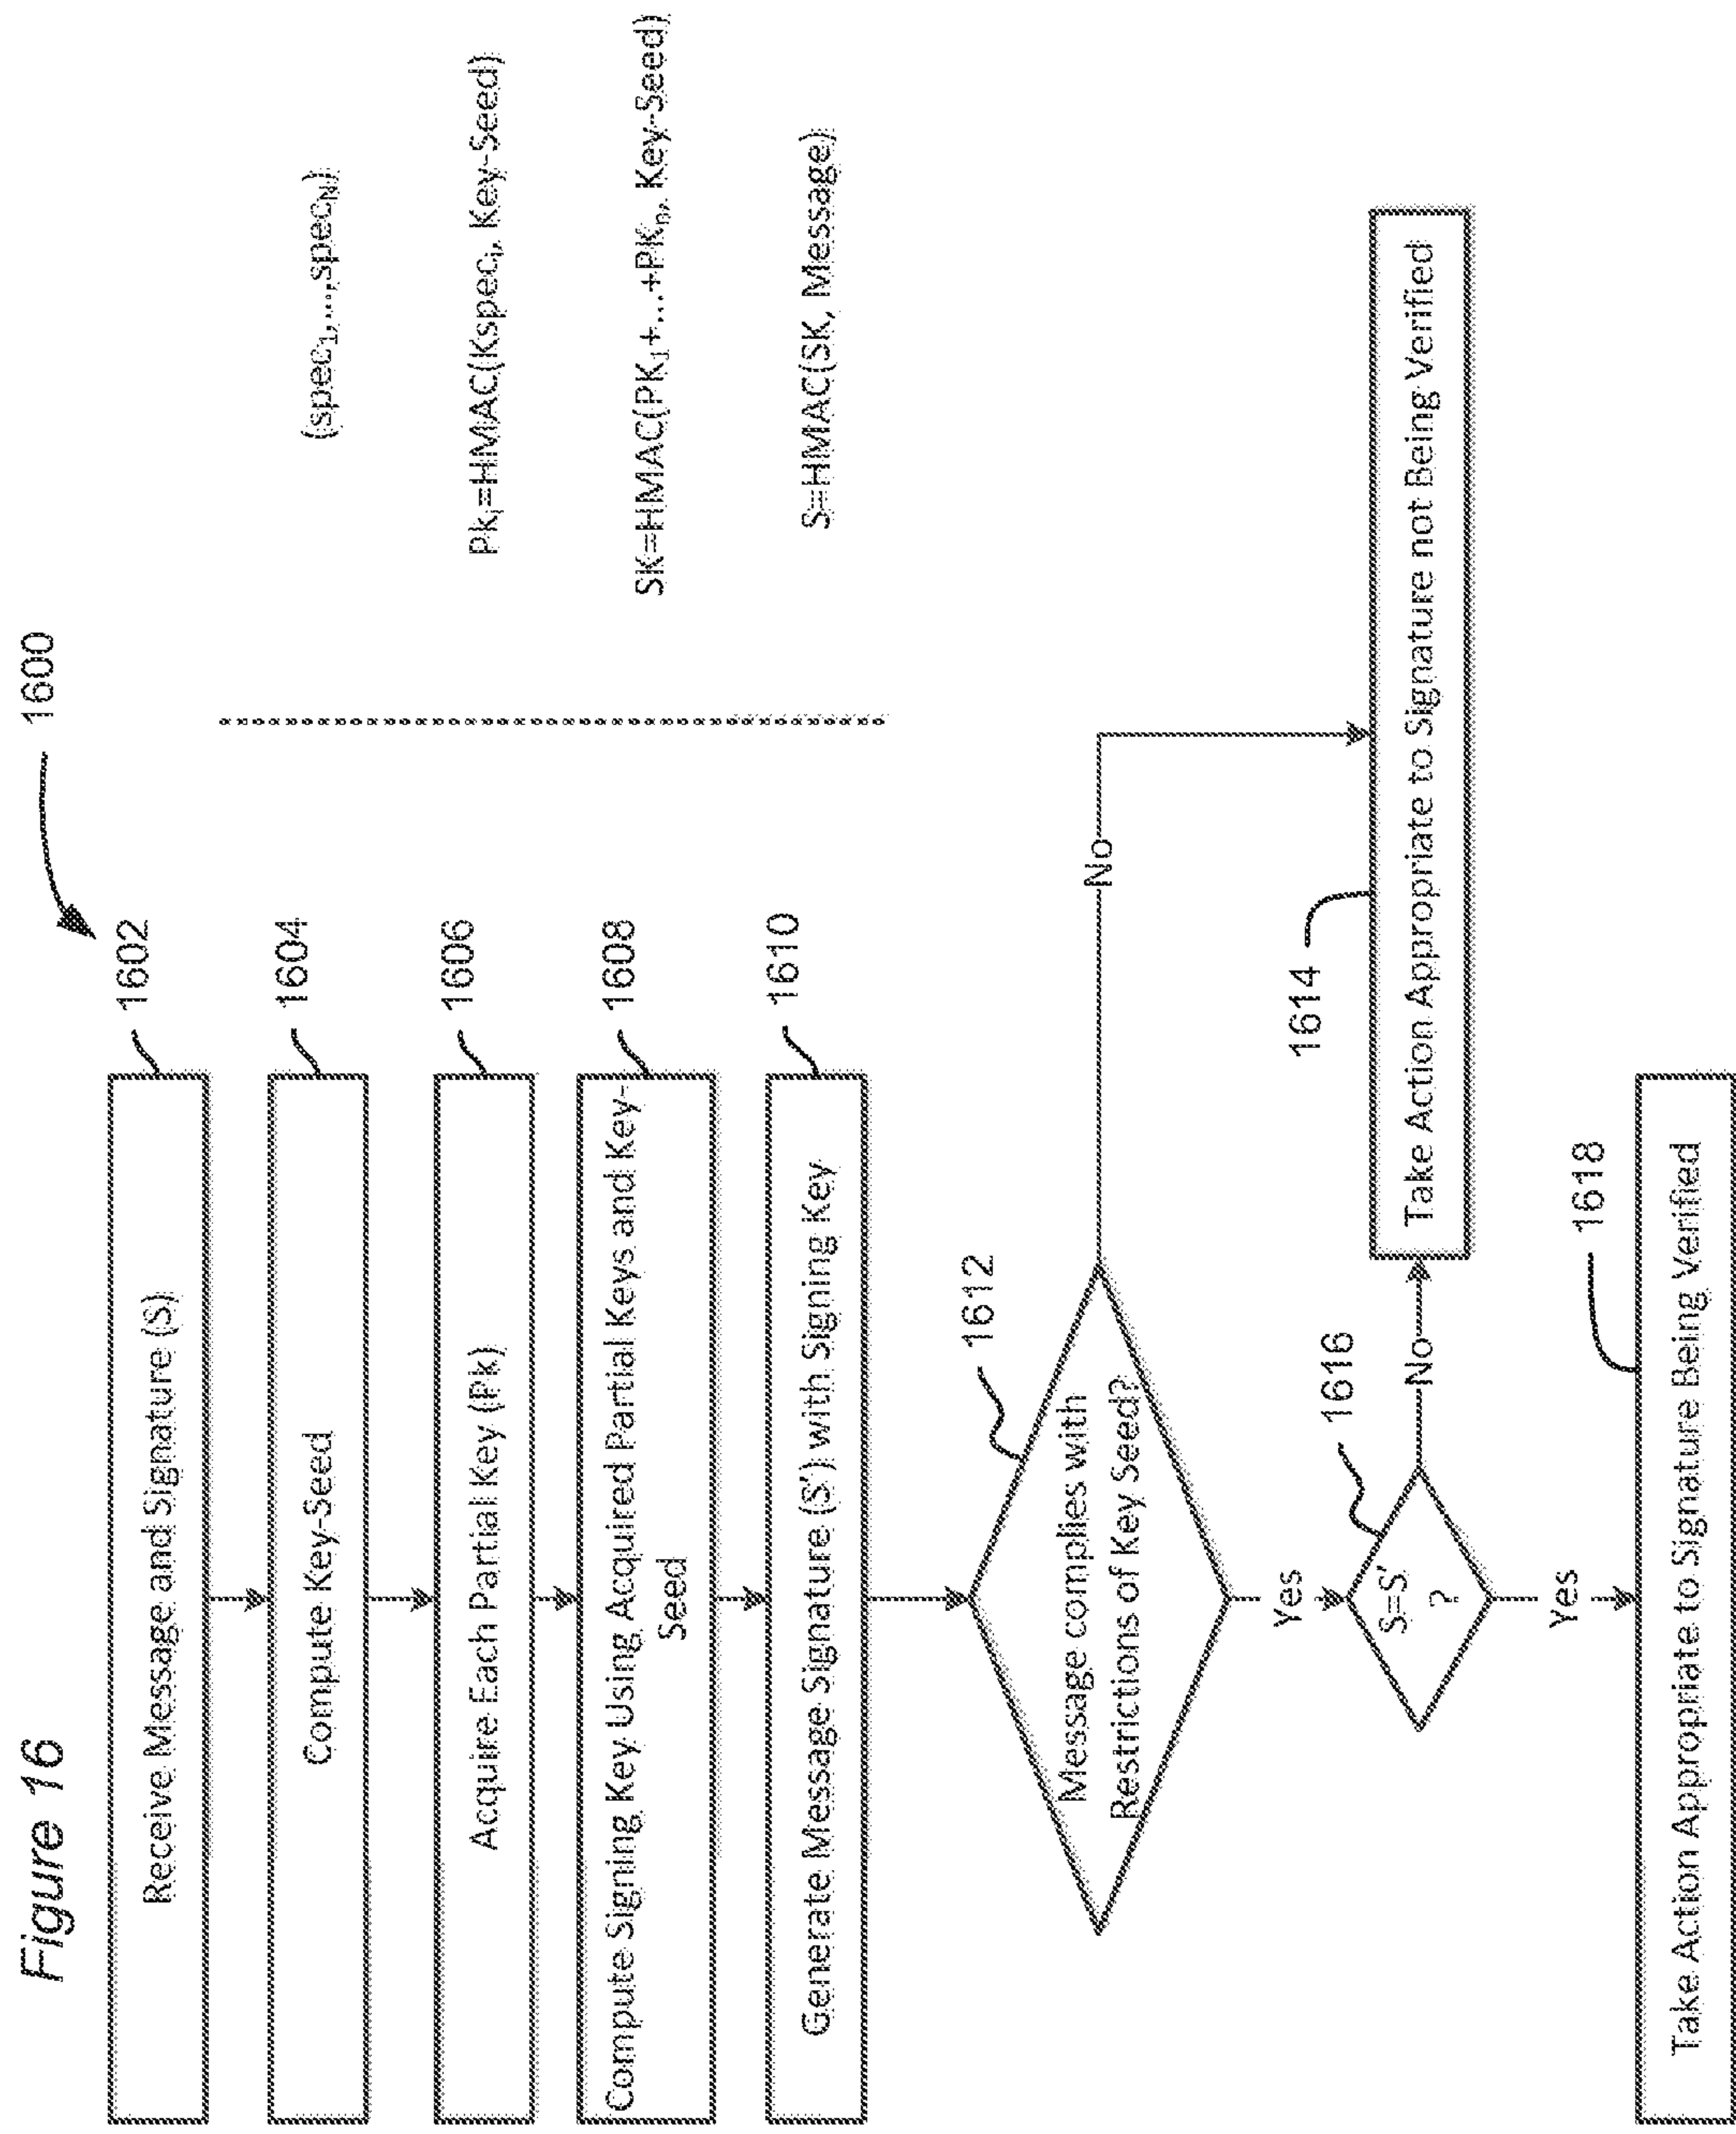 Figure 16
1600
Receive Message and Signature (S)
1602
Compute Key-Seed
1604
(spec₁,...,specₙ)
Acquire Each Partial Key (Pk)
1606
Pkᵢ=HMAC(Kspecᵢ, Key-Seed)
Compute Signing Key Using Acquired Partial Keys and Key-
Seed
1608
SK=HMAC(PK₁+...+PKₙ, Key-Seed)
Generate Message Signature (S') with Signing Key
1610
S=HMAC(SK, Message)
Message complies with
Restrictions of Key Seed?
1612
No
Yes
1614
Take Action Appropriate to Signature not Being Verified
S=S'
?
1616
No
Yes
1618
Take Action Appropriate to Signature Being Verified